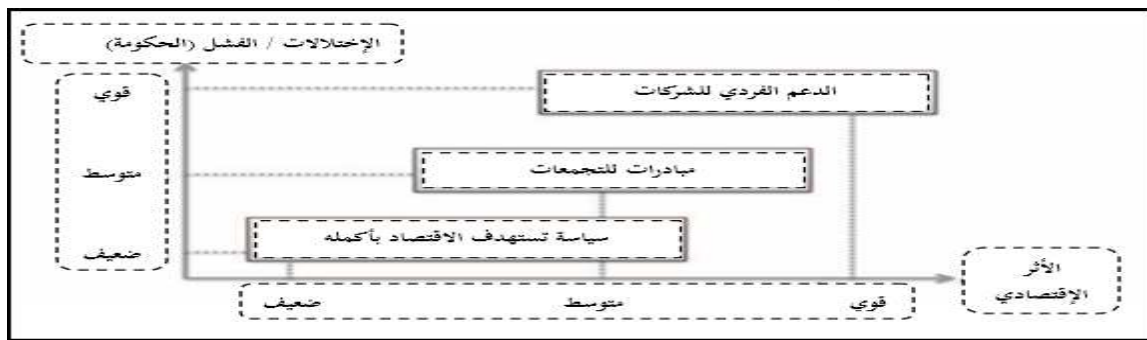 الإختلالات / الفشل (الحكومة)
قوي
الدعم الفردي للشركات
متوسط
مبادرات للتجمعات
ضعيف
سياسة تستهدف الاقتصاد بأكمله
ضعيف
متوسط
قوي
الأثر
الإقتصادي